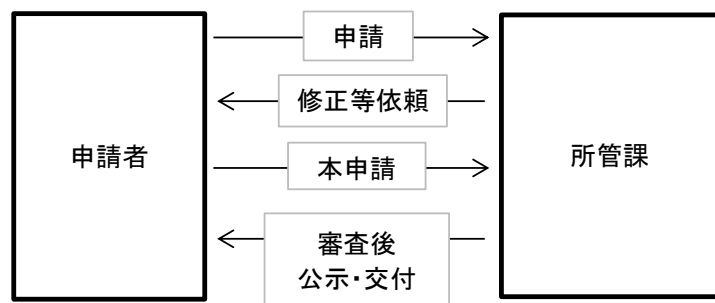 申請
修正等依頼
申請者
所管課
本申請
審査後
公示・交付